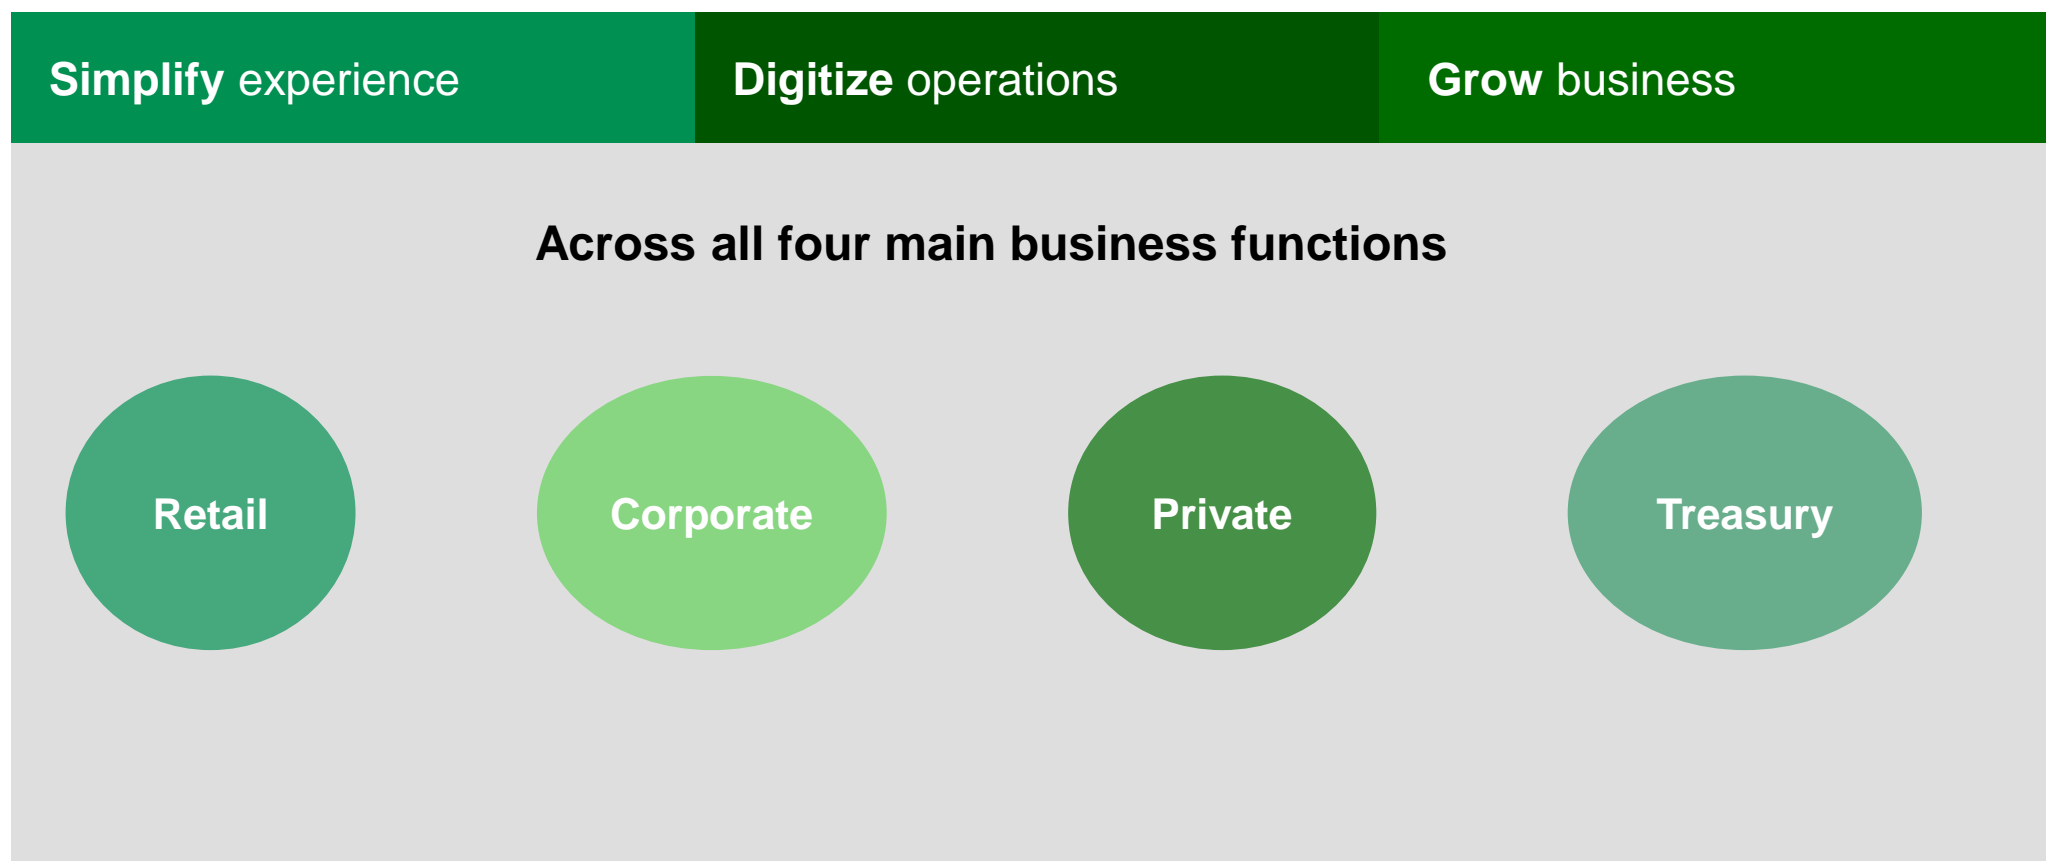 Simplify experience
Digitize operations
Grow business
Across all four main business functions
Retail
Corporate
Private
Treasury